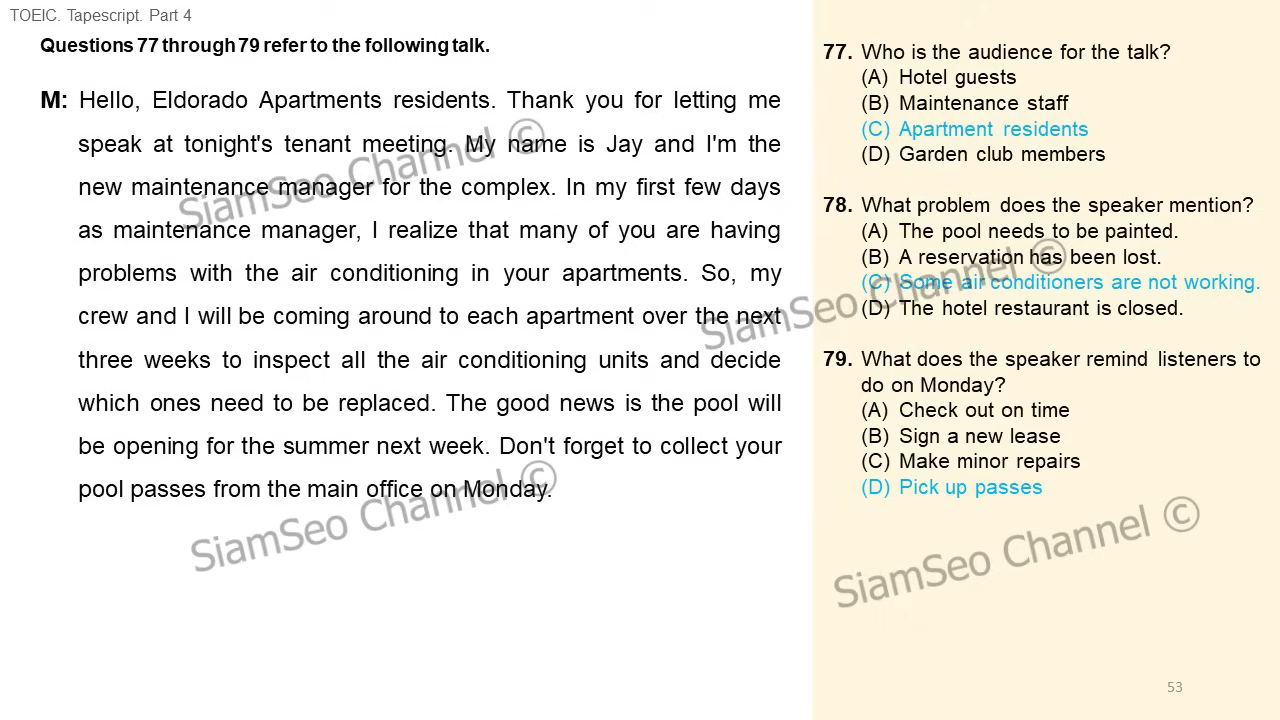 TOEIC. Tapescript. Part 4
Questions 77 through 79 refer to the following talk.
M: Hello, Eldorado Apartments residents. Thank you for letting me
speak at tonight's tenant meeting. My name is Jay and I'm the
new maintenance manager for the complex. In my first few days
as maintenance manager, I realize that many of you are having
problems with the air conditioning in your apartments. So, my
crew and I will be coming around to each apartment over the next
three weeks to inspect all the air conditioning units and decide
which ones need to be replaced. The good news is the pool will
be opening for the summer next week. Don't forget to collect your
pool passes from the main office on Monday.
SiamSeo Channel ©
SiamSeo Channel ©
77. Who is the audience for the talk?
(A) Hotel guests
(B) Maintenance staff
(C) Apartment residents
(D) Garden club members
78. What problem does the speaker mention?
(A) The pool needs to be painted.
(B) A reservation has been lost.
(C) Some air conditioners are not working.
(D) The hotel restaurant is closed.
SiamSeo Channel ©
79. What does the speaker remind listeners to
do on Monday?
(A) Check out on time
(B) Sign a new lease
(C) Make minor repairs
(D) Pick up passes
SiamSeo Channel ©
53